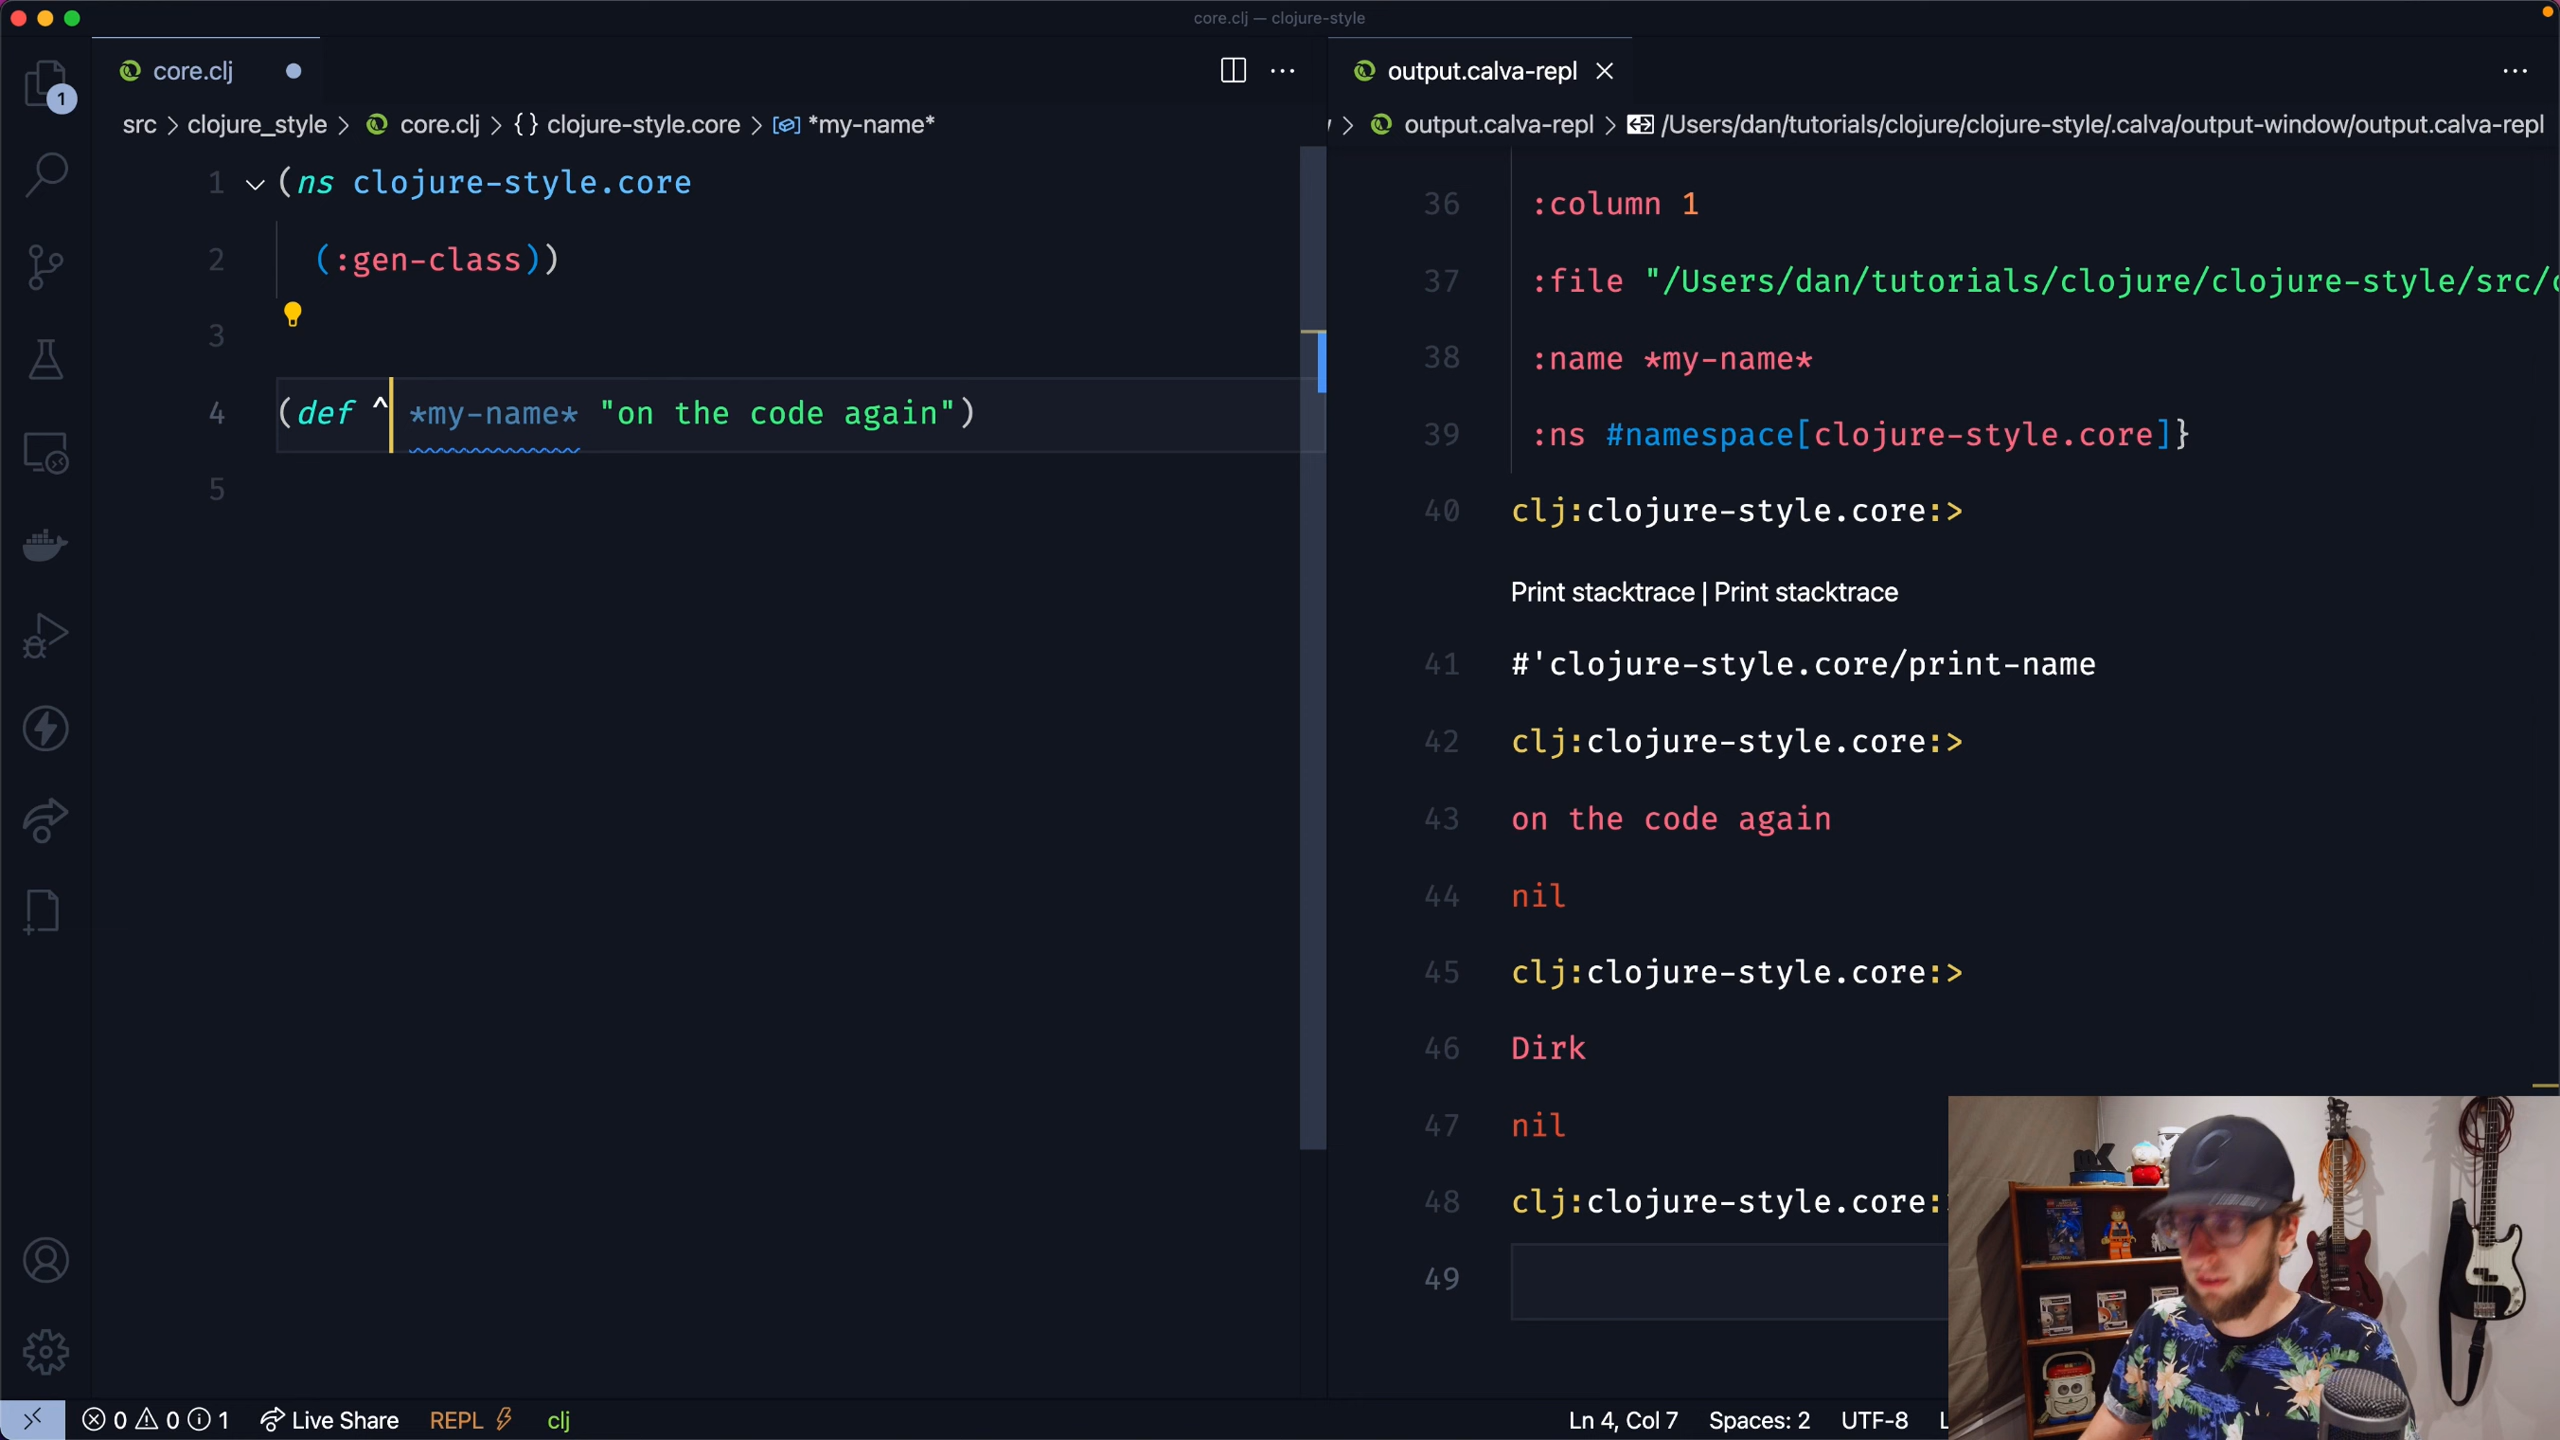 core.clj — clojure-style
core.clj
output.calva-repl
1
src > clojure_style > core.clj > {} clojure-style.core > *my-name*
> output.calva-repl > /Users/dan/tutorials/clojure/clojure-style/.calva/output-window/output.calva-repl
1 (ns clojure-style.core
2 (:gen-class))
3
4 (def ^ *my-name* "on the code again")
5
36 :column 1
37 :file "/Users/dan/tutorials/clojure/clojure-style/src/
38 :name *my-name*
39 :ns #namespace[clojure-style.core]}
40 clj:clojure-style.core:>
Print stacktrace | Print stacktrace
41 #'clojure-style.core/print-name
42 clj:clojure-style.core:>
43 on the code again
44 nil
45 clj:clojure-style.core:>
46 Dirk
47 nil
48 clj:clojure-style.core:
49
0 0 1 Live Share REPL clj
Ln 4, Col 7 Spaces: 2 UTF-8 L